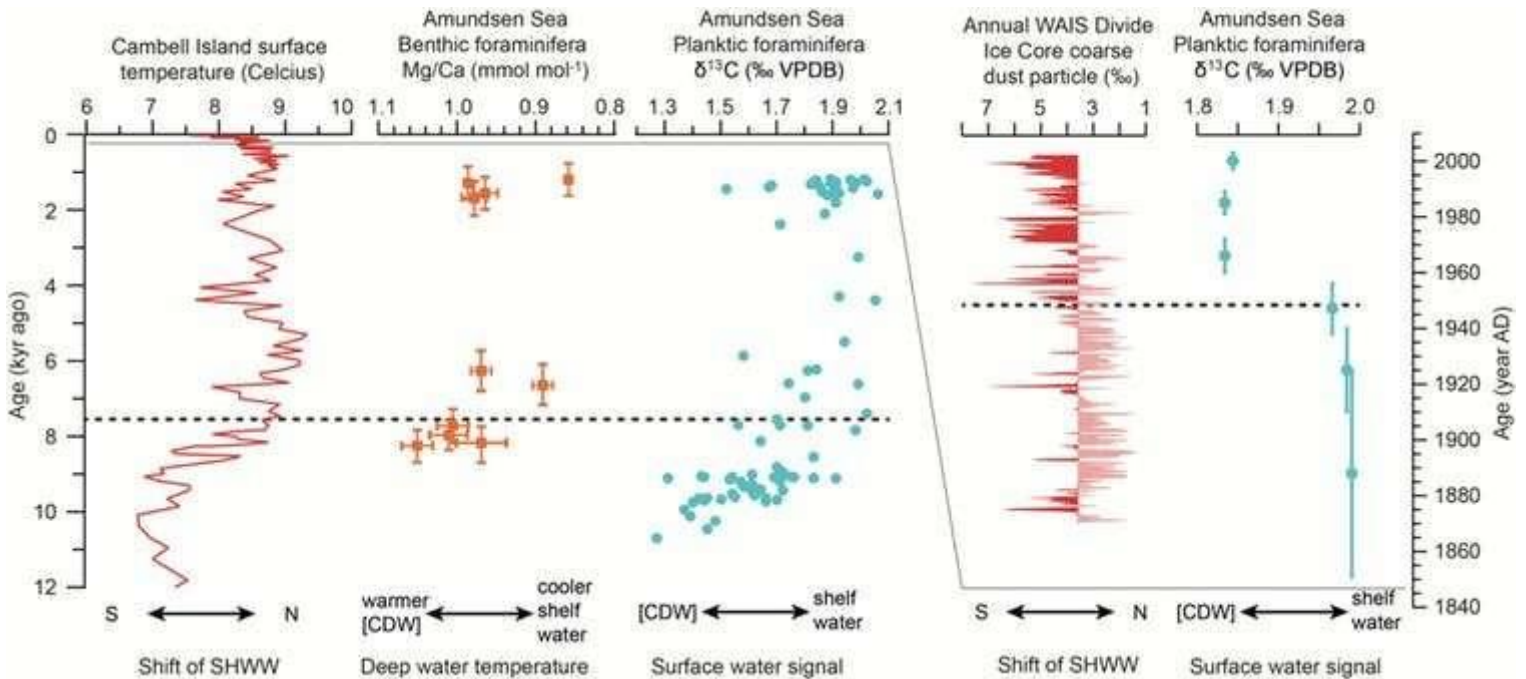 Cambell Island surface
temperature (Celcius)
Amundsen Sea
Benthic foraminifera
Mg/Ca (mmol mol⁻¹)
Amundsen Sea
Planktic foraminifera
δ¹³C (‰ VPDB)
Annual WAIS Divide
Ice Core coarse
dust particle (‰)
Amundsen Sea
Planktic foraminifera
δ¹³C (‰ VPDB)
6 7 8 9 10
1.1 1.0 0.9 0.8
1.3 1.5 1.7 1.9 2.1
7 5 3 1
1.8 1.9 2.0
0
2
4
6
8
10
12
Age (kyr ago)
2000
1980
1960
1940
1920
1900
1880
1860
1840
Age (year AD)
S N
warmer
[CDW]
cooler
shelf
water
[CDW]
shelf
water
S N
[CDW]
shelf
water
Shift of SHWW
Deep water temperature
Surface water signal
Shift of SHWW
Surface water signal